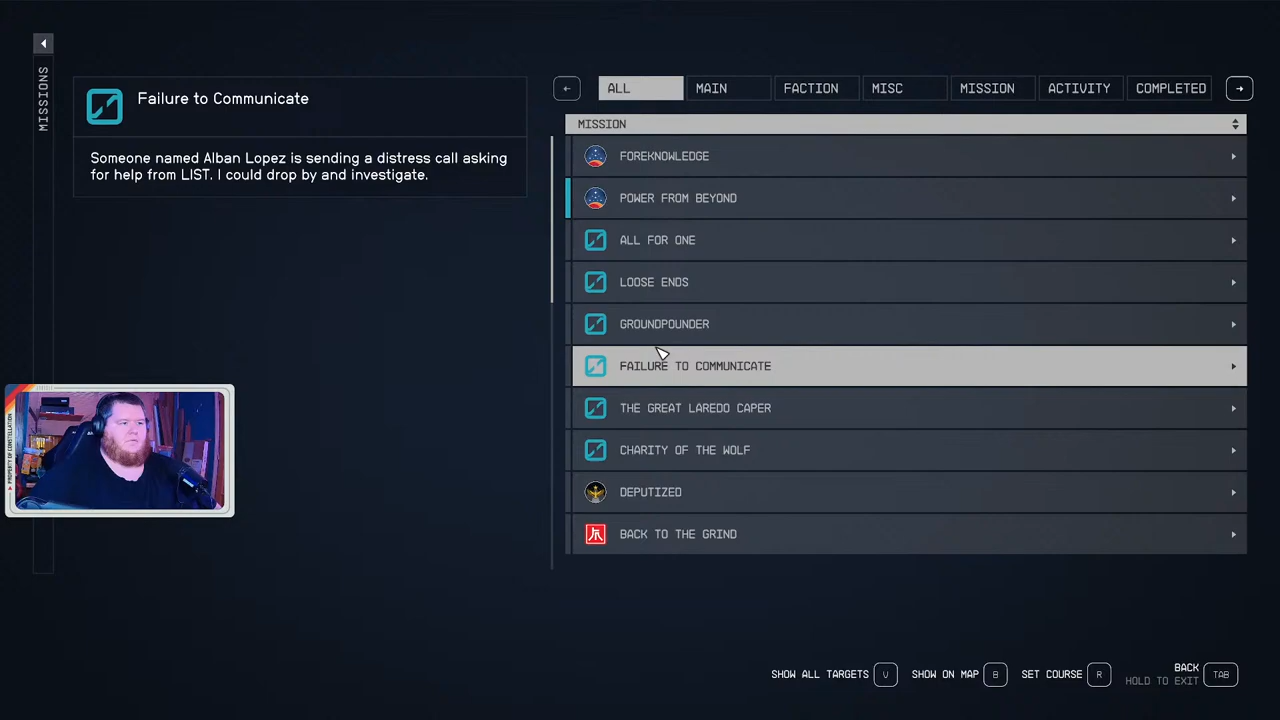 MISSIONS
Failure to Communicate
Someone named Alban Lopez is sending a distress call asking
for help from LIST. I could drop by and investigate.
ALL
MAIN
FACTION
MISC
MISSION
ACTIVITY
COMPLETED
MISSION
FOREKNOWLEDGE
POWER FROM BEYOND
ALL FOR ONE
LOOSE ENDS
GROUNDPOUNDER
FAILURE TO COMMUNICATE
THE GREAT LAREDO CAPER
CHARITY OF THE WOLF
DEPUTIZED
BACK TO THE GRIND
PROPERTY OF CONSTELLATION
SHOW ALL TARGETS V
SHOW ON MAP B
SET COURSE R
BACK
HOLD TO EXIT TAB